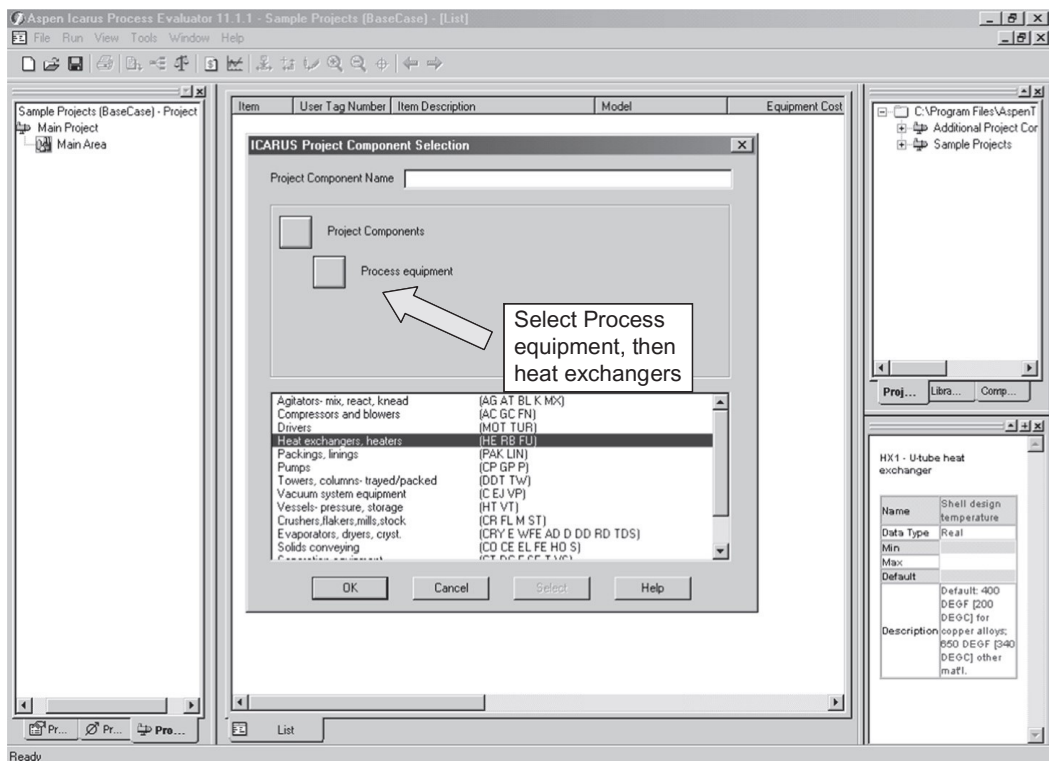 Aspen Icarus Process Evaluator 11.1.1 - Sample Projects (BaseCase) - [List]
File Run View Tools Window Help
Sample Projects (BaseCase) - Project
Main Project
Main Area
Item User Tag Number Item Description Model Equipment Cost
ICARUS Project Component Selection
Project Component Name
Project Components
Process equipment
Select Process
equipment, then
heat exchangers
Agitators- mix, react, knead (AG AT BL K MX)
Compressors and blowers (AC GC FN)
Drivers (MOT TUR)
Heat exchangers, heaters (HE RB FU)
Packings, linings (PAK LIN)
Pumps (CP GP P)
Towers, columns- trayed/packed (DDT TW)
Vacuum system equipment (C EJ VP)
Vessels- pressure, storage (HT VT)
Crushers,flakers,mills,stock (CR FL M ST)
Evaporators, dryers, cryst. (CRY E WFE AD D DD RD TDS)
Solids conveying (CO CE EL FE HO S)
OK Cancel Select Help
C:\Program Files\AspenT
Additional Project Cor
Sample Projects
Proj... Libra... Comp...
HX1 - U-tube heat
exchanger
Name Shell design
temperature
Data Type Real
Min
Max
Default
Description Default: 400
DEGF [200
DEGC] for
copper alloys;
650 DEGF [340
DEGC] other
mat'l.
Pr... Pr... Pro...
List
Ready